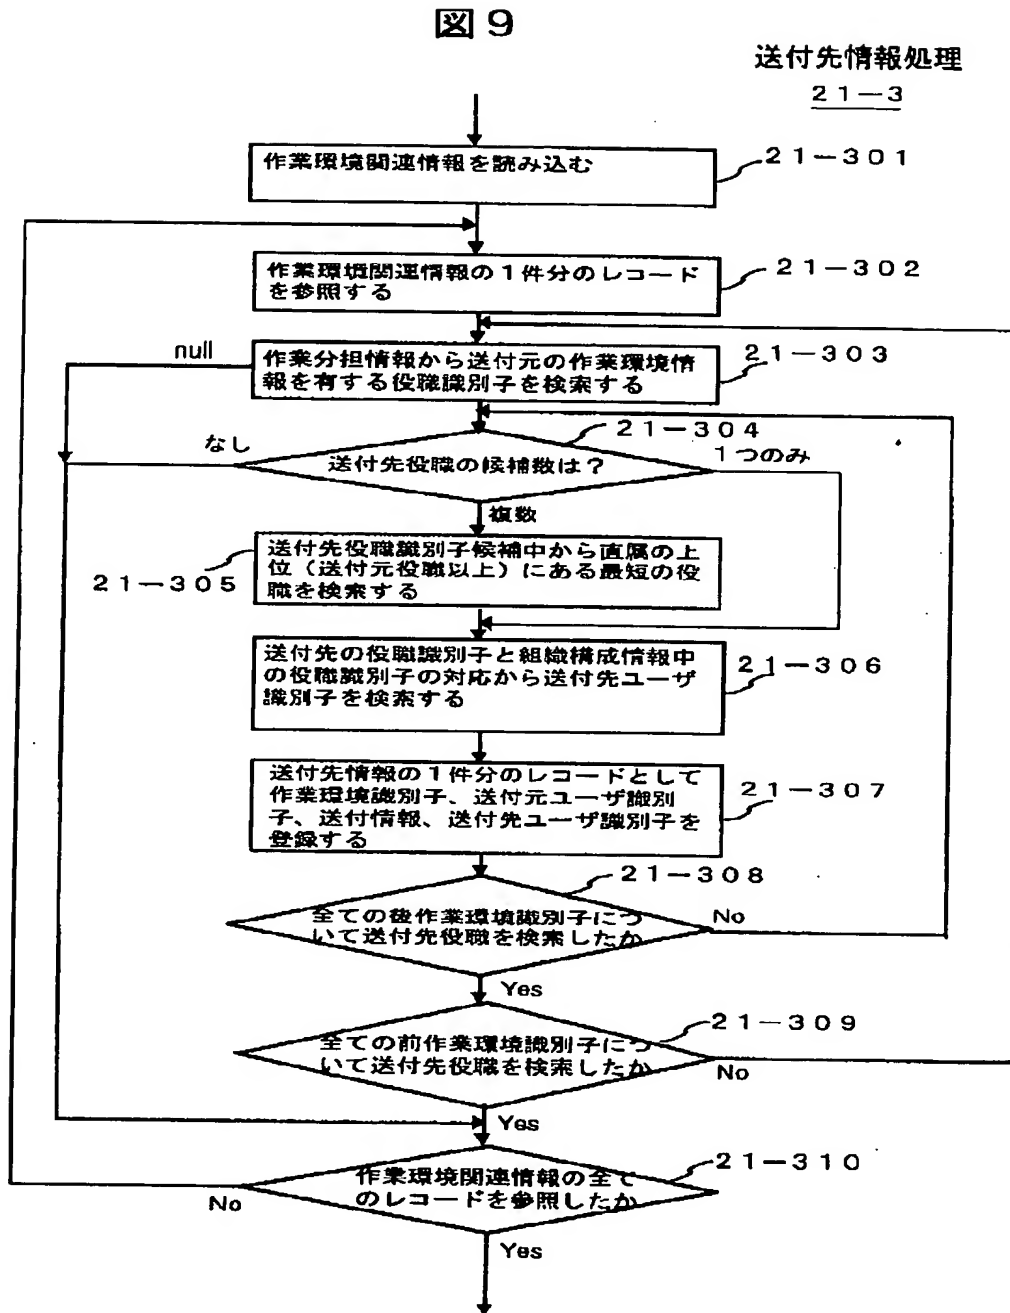 図９
送付先情報処理
２１－３
作業環境関連情報を読み込む
２１－３０１
作業環境関連情報の１件分のレコード
を参照する
２１－３０２
null
作業分担情報から送付元の作業環境情
報を有する役職識別子を検索する
２１－３０３
２１－３０４
なし
送付先役職の候補数は？
１つのみ
複数
送付先役職識別子候補中から直属の上
位（送付元役職以上）にある最短の役
職を検索する
２１－３０５
送付先の役職識別子と組織構成情報中
の役職識別子の対応から送付先ユーザ
識別子を検索する
２１－３０６
送付先情報の１件分のレコードとして
作業環境識別子、送付元ユーザ識別
子、送付情報、送付先ユーザ識別子を
登録する
２１－３０７
２１－３０８
全ての後作業環境識別子につ
いて送付先役職を検索したか
No
Yes
２１－３０９
全ての前作業環境識別子につ
いて送付先役職を検索したか
No
Yes
２１－３１０
作業環境関連情報の全て
のレコードを参照したか
No
Yes